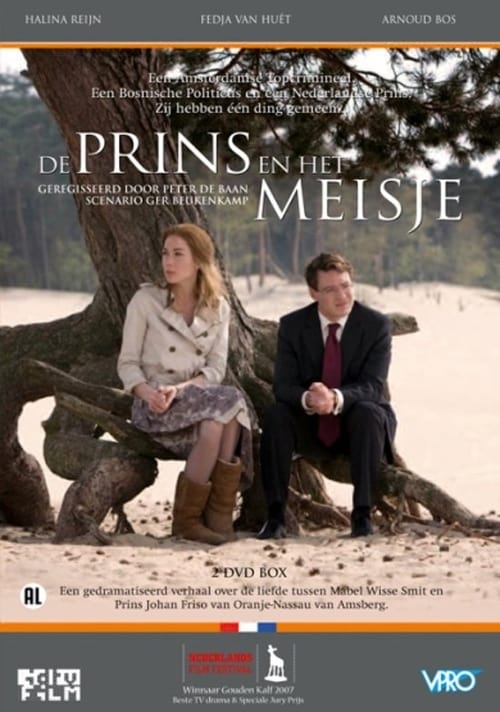 HALINA REIJN FEDJA VAN HUÊT ARNOUD BOS
Een Amsterdamse Topcrimineel.
Een Bosnische Politicus en een Nederlandse Prins.
Zij hebben één ding gemeen...
DE PRINS EN HET
GEREGISSEERD DOOR PETER DE BAAN
SCENARIO GER BEUKENKAMP
MEISJE
2 DVD BOX
AL
Een gedramatiseerd verhaal over de liefde tussen Mabel Wisse Smit en
Prins Johan Friso van Oranje-Nassau van Amsberg.
NEDERLANDS
FILM FESTIVAL
Winnaar Gouden Kalf 2007
Beste TV drama & Speciale Jury Prijs
FILM
VPRO